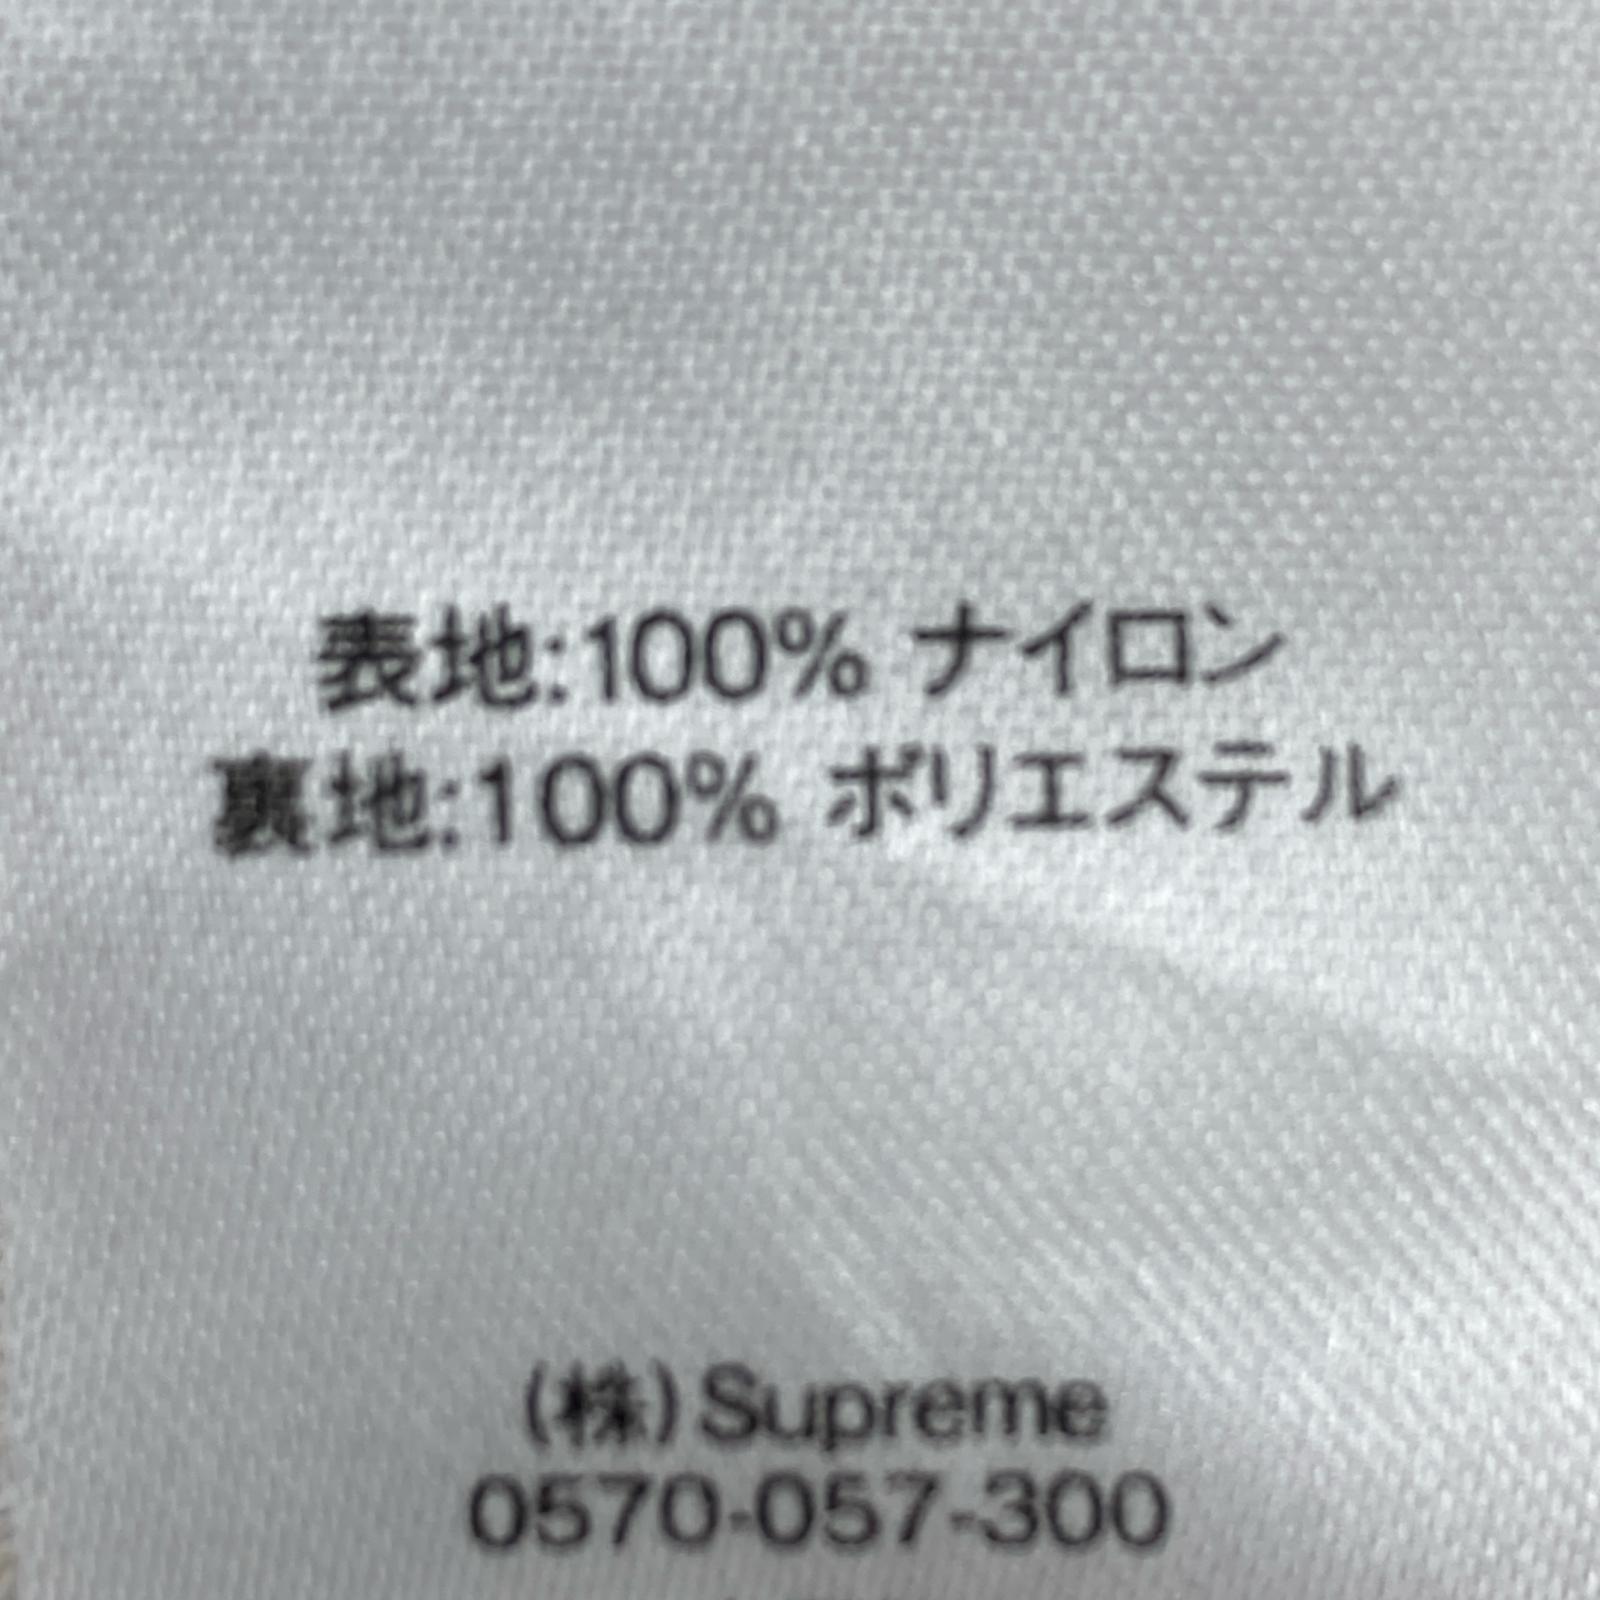 表地:100% ナイロン
裏地:100% ポリエステル
(株)Supreme
0570-057-300